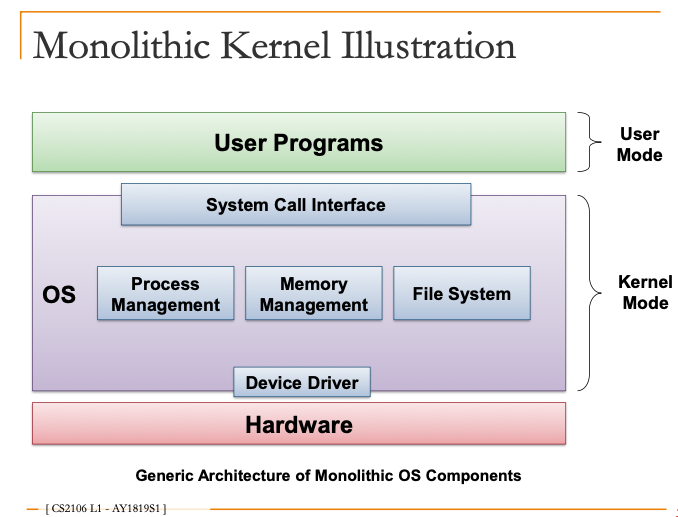 Monolithic Kernel Illustration
User Programs
User
Mode
System Call Interface
OS
Process
Management
Memory
Management
File System
Kernel
Mode
Device Driver
Hardware
Generic Architecture of Monolithic OS Components
[ CS2106 L1 - AY1819S1 ]